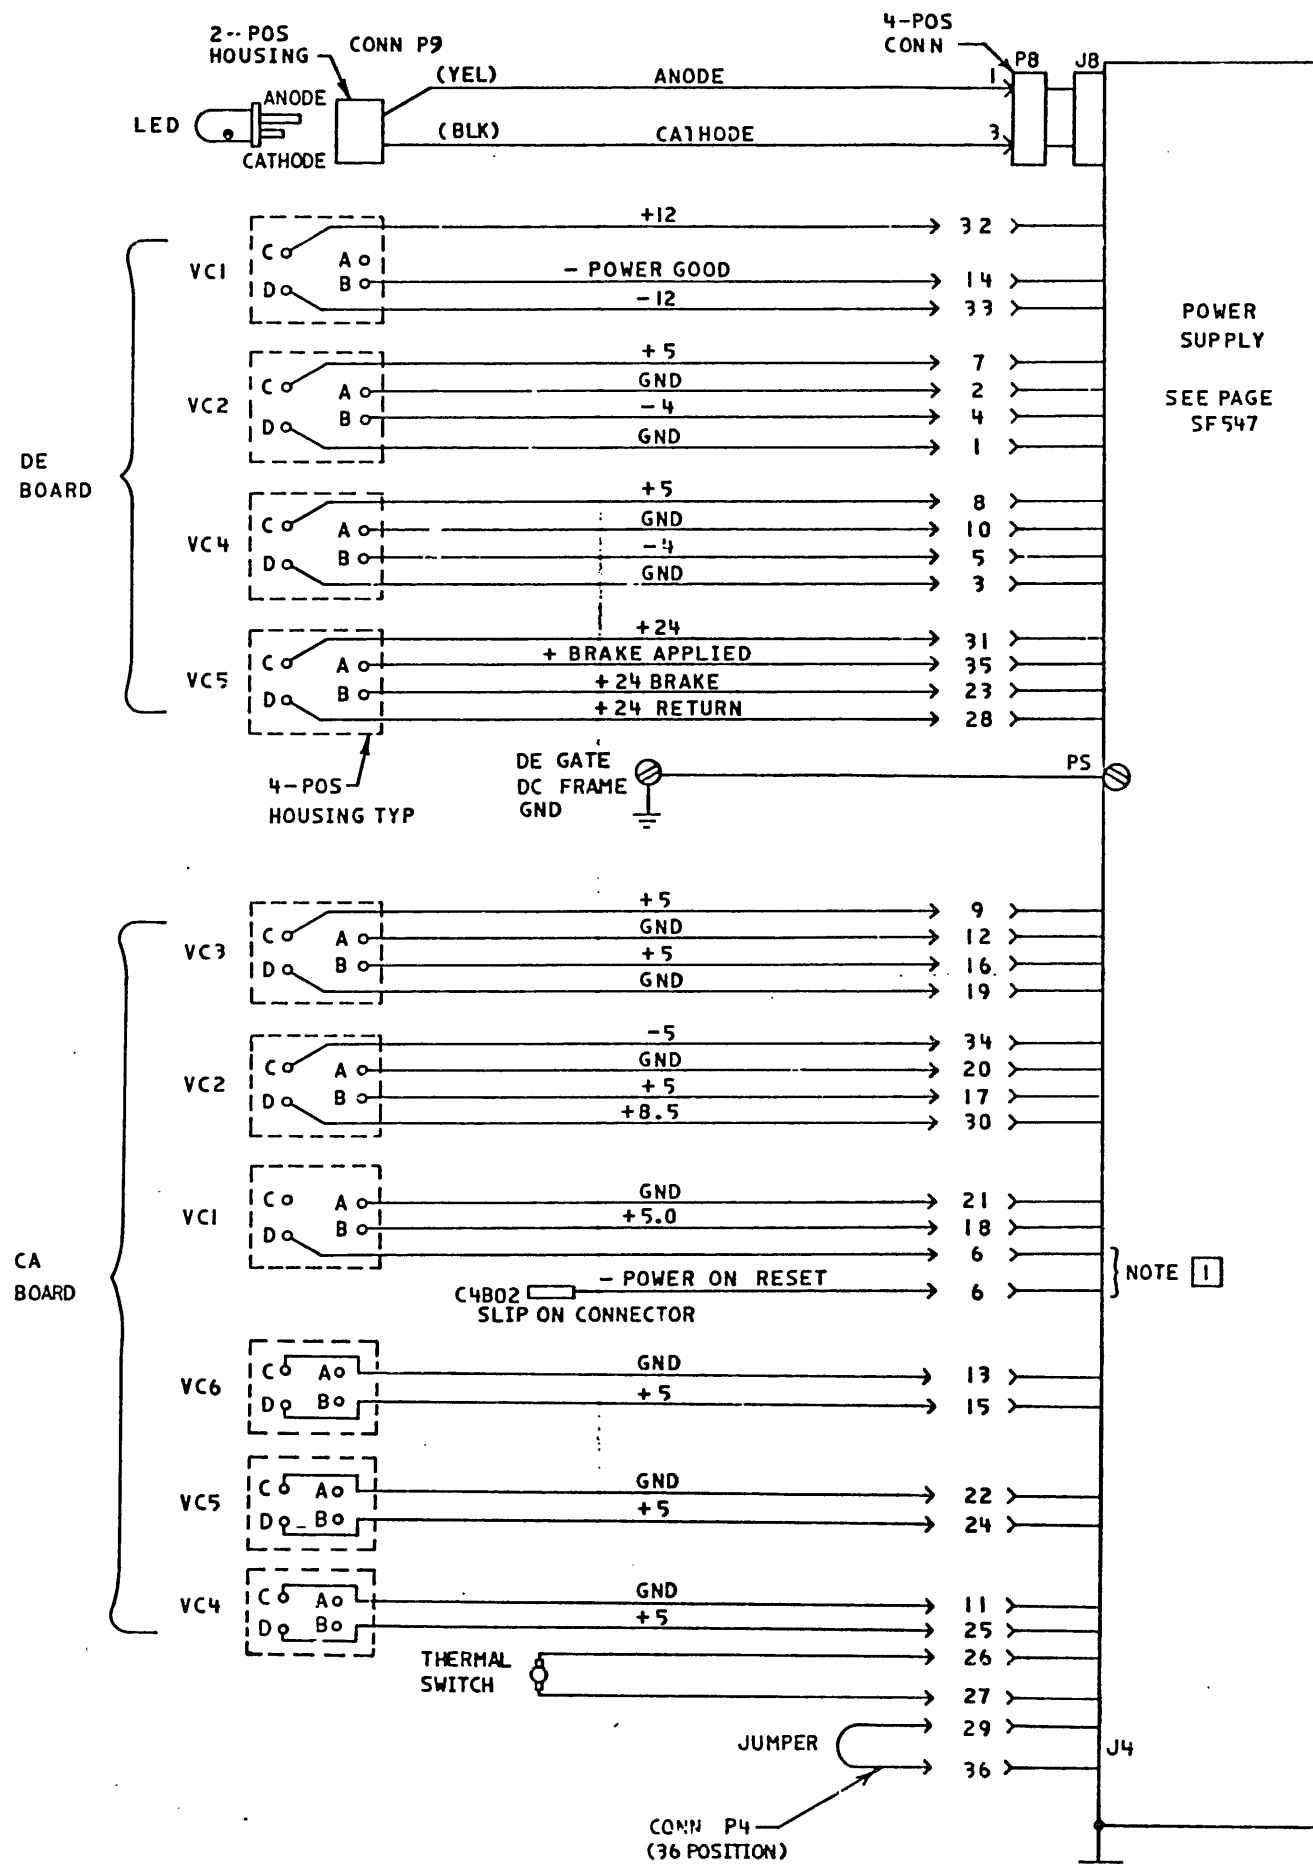 2-POS
HOUSING
CONN P9
4-POS
CONN
P8
J8
(YEL)
ANODE
1
LED
ANODE
CATHODE
(BLK)
CATHODE
3
POWER
SUPPLY
SEE PAGE
SF547
DE
BOARD
VC1
C
A
D
B
+12
32
- POWER GOOD
14
-12
33
VC2
C
A
D
B
+5
7
GND
2
-4
4
GND
1
VC4
C
A
D
B
+5
8
GND
10
-4
5
GND
3
VC5
C
A
D
B
+24
31
+ BRAKE APPLIED
35
+24 BRAKE
23
+24 RETURN
28
4-POS
HOUSING TYP
DE GATE
DC FRAME
GND
PS
CA
BOARD
VC3
C
A
D
B
+5
9
GND
12
+5
16
GND
19
VC2
C
A
D
B
-5
34
GND
20
+5
17
+8.5
30
VC1
C
A
D
B
GND
21
+5.0
18
6
C4B02
SLIP ON CONNECTOR
- POWER ON RESET
6
NOTE 1
VC6
C
A
D
B
GND
13
+5
15
VC5
C
A
D
B
GND
22
+5
24
VC4
C
A
D
B
GND
11
+5
25
THERMAL
SWITCH
26
27
JUMPER
29
36
J4
CONN P4
(36 POSITION)